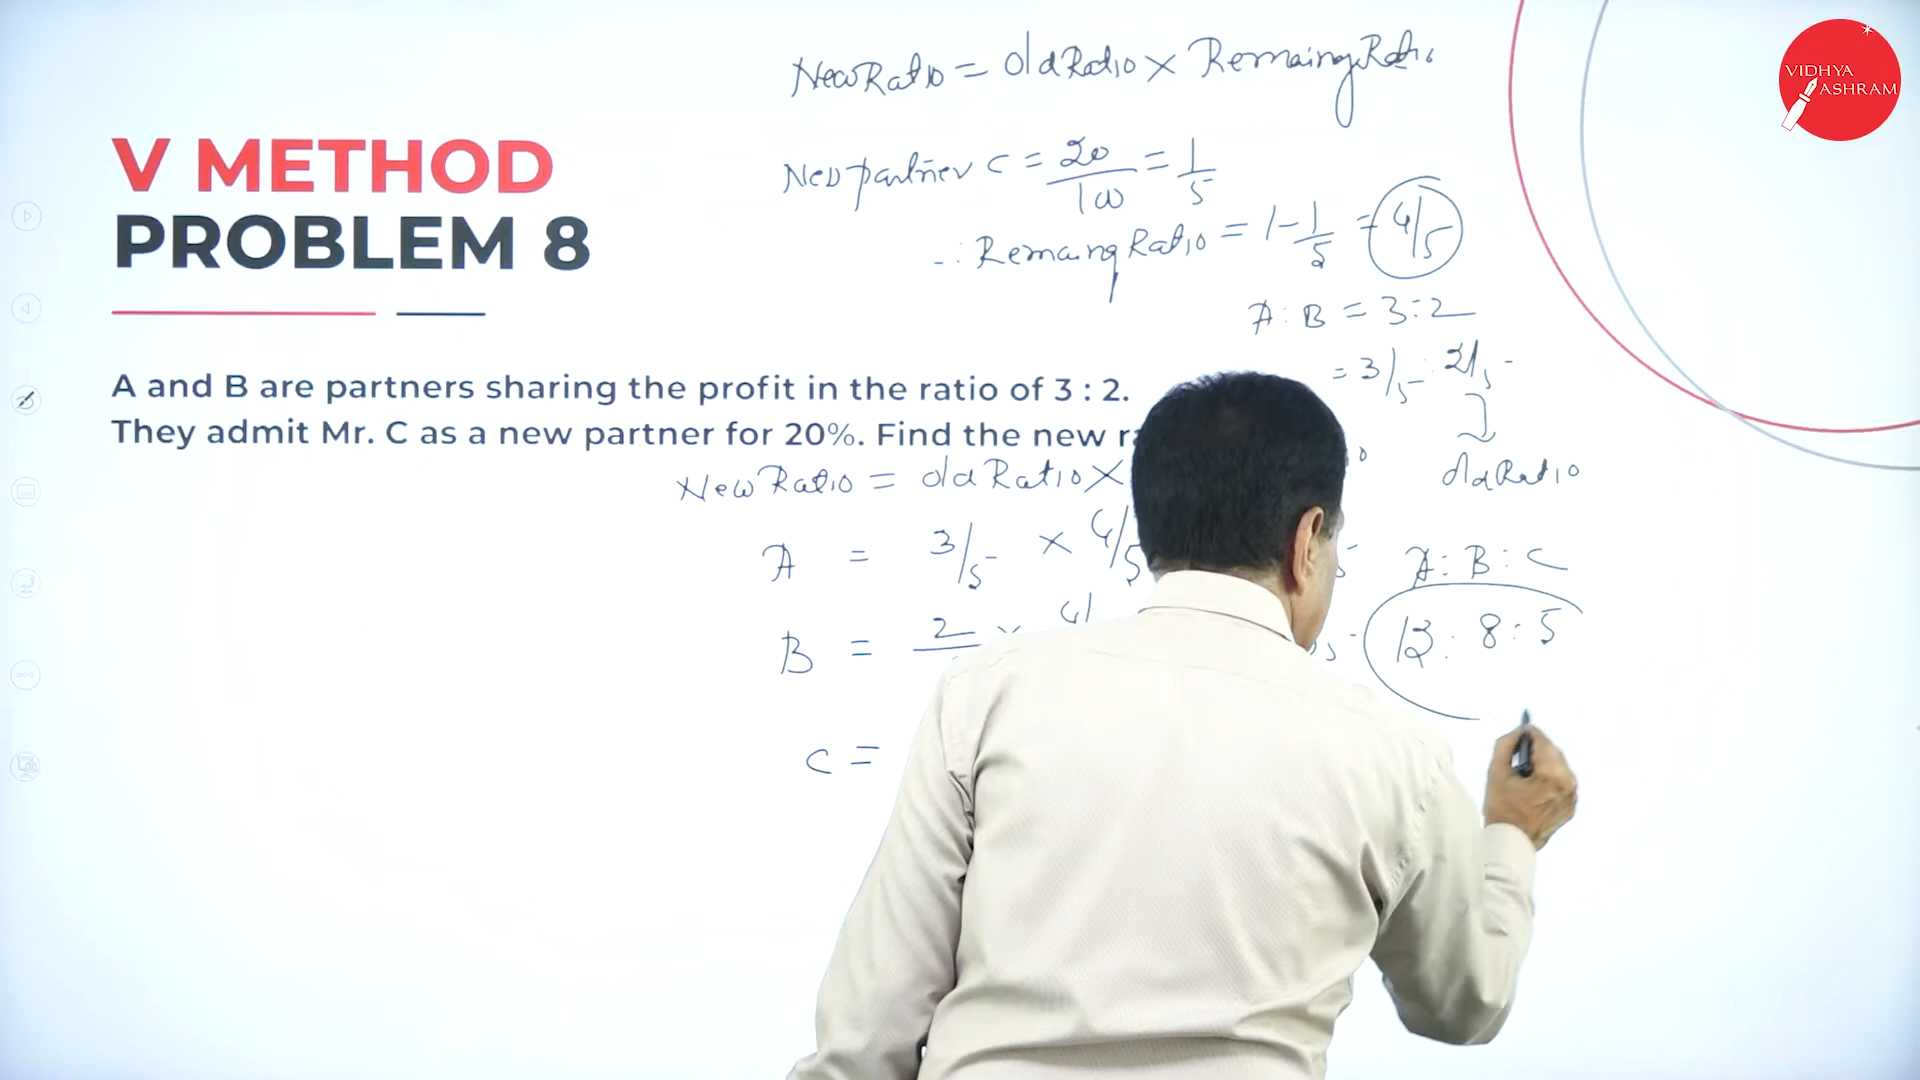 VIDHYA
ASHRAM
New Ratio = old Ratio × Remaing Ratio
V METHOD
PROBLEM 8
New partner C = 20/100 = 1/5
∴ Remaing Ratio = 1 - 1/5 = 4/5
A : B = 3 : 2
= 3/5 : 2/5
old Ratio
A and B are partners sharing the profit in the ratio of 3 : 2.
They admit Mr. C as a new partner for 20%. Find the new
New Ratio = old Ratio ×
A = 3/5 × 4/5
B = 2 × 4/
C =
A : B : C
12 : 8 : 5